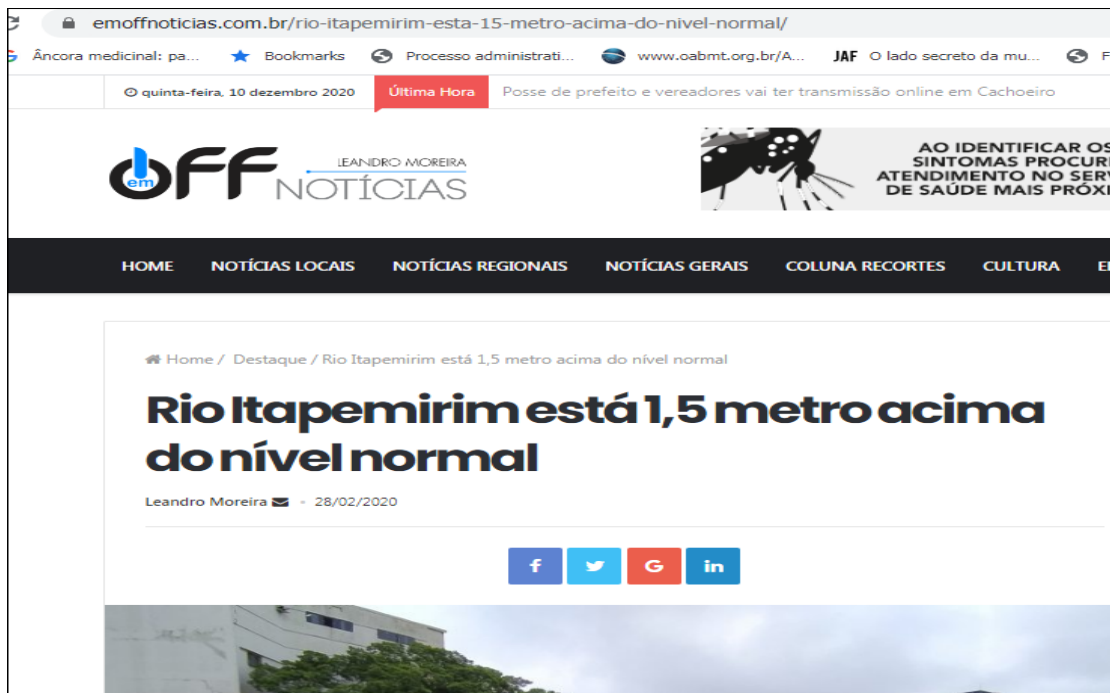 emoffnoticias.com.br/rio-itapemirim-esta-15-metro-acima-do-nivel-normal/
Âncora medicinal: pa... Bookmarks Processo administrati... www.oabmt.org.br/A... JAF O lado secreto da mu... F
quinta-feira, 10 dezembro 2020 Última Hora Posse de prefeito e vereadores vai ter transmissão online em Cachoeiro
em OFF LEANDRO MOREIRA
NOTÍCIAS
AO IDENTIFICAR OS
SINTOMAS PROCUR
ATENDIMENTO NO SERV
DE SAÚDE MAIS PRÓXI
HOME NOTÍCIAS LOCAIS NOTÍCIAS REGIONAIS NOTÍCIAS GERAIS COLUNA RECORTES CULTURA E
Home / Destaque / Rio Itapemirim está 1,5 metro acima do nível normal
Rio Itapemirim está 1,5 metro acima
do nível normal
Leandro Moreira - 28/02/2020
f G in